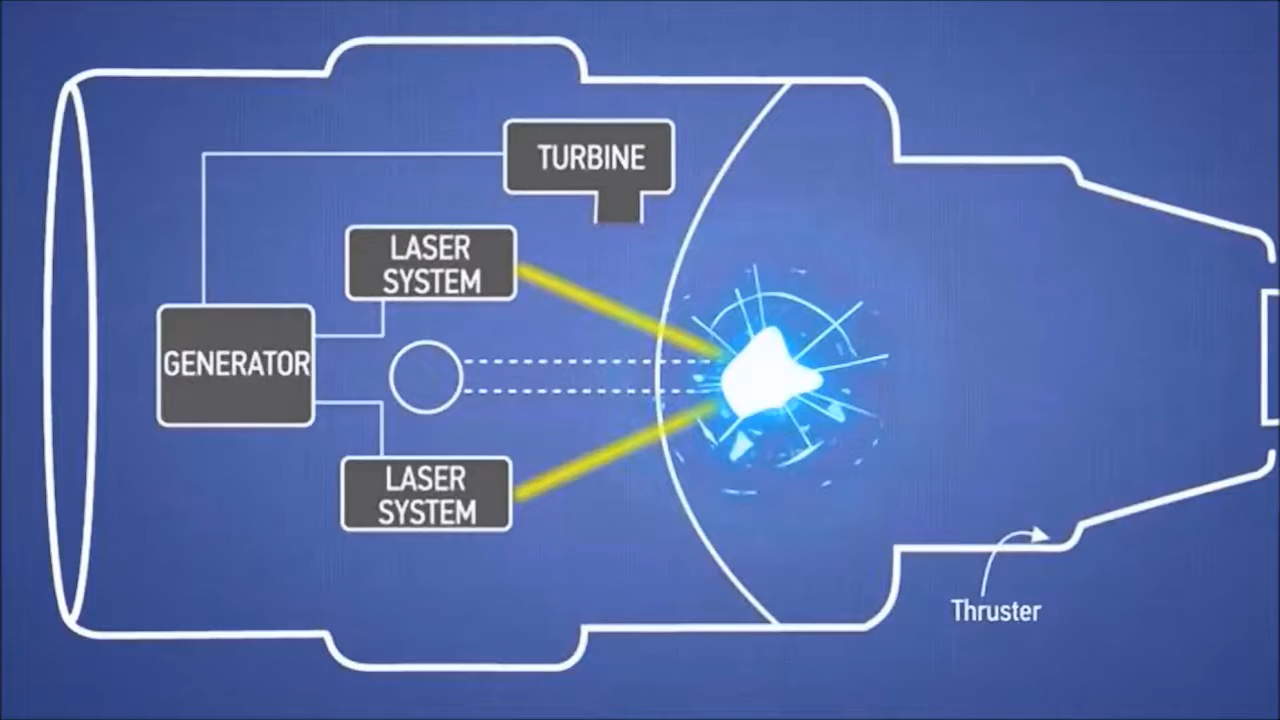 TURBINE
LASER
SYSTEM
GENERATOR
LASER
SYSTEM
Thruster